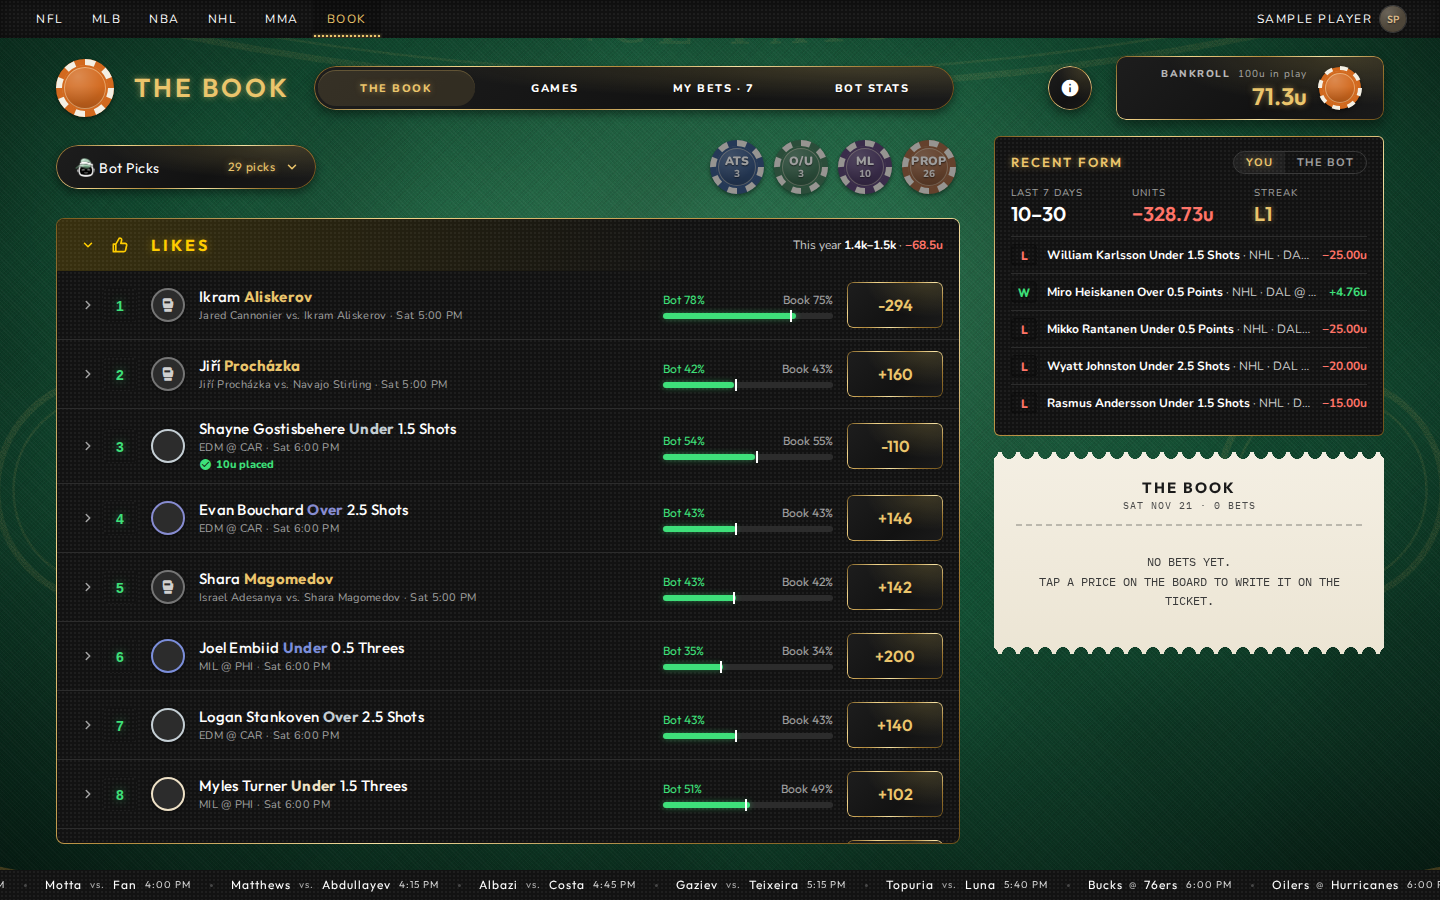 NFL MLB NBA NHL MMA BOOK SAMPLE PLAYER SP
THE BOOK THE BOOK GAMES MY BETS · 7 BOT STATS
BANKROLL 100u in play
71.3u
Bot Picks 29 picks
ATS 3 O/U 3 ML 10 PROP 26
LIKES This year 1.4k–1.5k · −68.5u
1 Ikram Aliskerov Bot 78% Book 75% -294
Jared Cannonier vs. Ikram Aliskerov · Sat 5:00 PM
2 Jiří Procházka Bot 42% Book 43% +160
Jiří Procházka vs. Navajo Stirling · Sat 5:00 PM
3 Shayne Gostisbehere Under 1.5 Shots Bot 54% Book 55% -110
EDM @ CAR · Sat 6:00 PM
10u placed
4 Evan Bouchard Over 2.5 Shots Bot 43% Book 43% +146
EDM @ CAR · Sat 6:00 PM
5 Shara Magomedov Bot 43% Book 42% +142
Israel Adesanya vs. Shara Magomedov · Sat 5:00 PM
6 Joel Embiid Under 0.5 Threes Bot 35% Book 34% +200
MIL @ PHI · Sat 6:00 PM
7 Logan Stankoven Over 2.5 Shots Bot 43% Book 43% +140
EDM @ CAR · Sat 6:00 PM
8 Myles Turner Under 1.5 Threes Bot 51% Book 49% +102
MIL @ PHI · Sat 6:00 PM
RECENT FORM YOU THE BOT
LAST 7 DAYS UNITS STREAK
10–30 −328.73u L1
L William Karlsson Under 1.5 Shots · NHL · DA... −25.00u
W Miro Heiskanen Over 0.5 Points · NHL · DAL @ ... +4.76u
L Mikko Rantanen Under 0.5 Points · NHL · DAL... −25.00u
L Wyatt Johnston Under 2.5 Shots · NHL · DAL ... −20.00u
L Rasmus Andersson Under 1.5 Shots · NHL · D... −15.00u
THE BOOK
SAT NOV 21 · 0 BETS
NO BETS YET.
TAP A PRICE ON THE BOARD TO WRITE IT ON THE
TICKET.
M · Motta vs. Fan 4:00 PM · Matthews vs. Abdullayev 4:15 PM · Albazi vs. Costa 4:45 PM · Gaziev vs. Teixeira 5:15 PM · Topuria vs. Luna 5:40 PM · Bucks @ 76ers 6:00 PM · Oilers @ Hurricanes 6:00 P